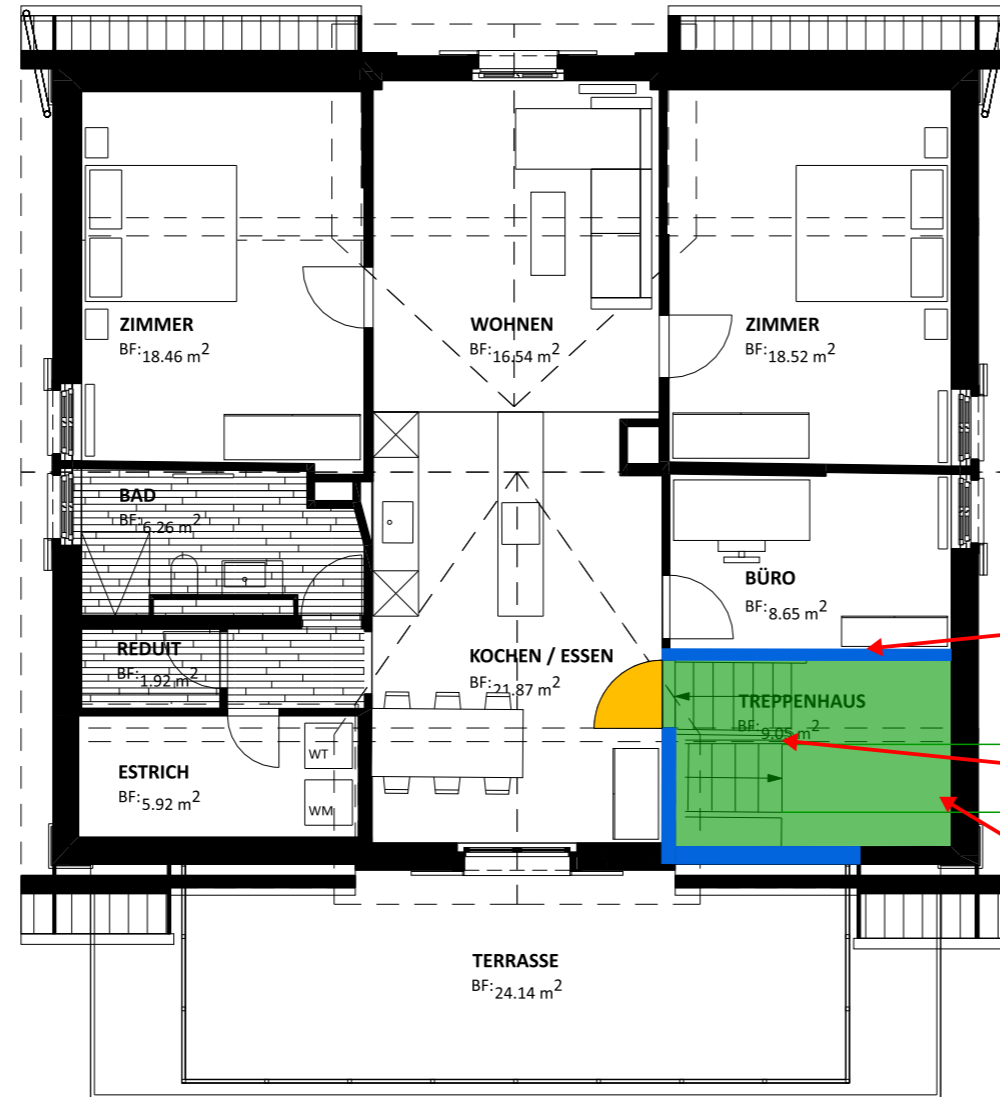 ZIMMER
BF:18.46 m²
WOHNEN
BF:16.54 m²
ZIMMER
BF:18.52 m²
BAD
BF:6.26 m²
BÜRO
BF:8.65 m²
REDUIT
BF:1.92 m²
KOCHEN / ESSEN
BF:21.87 m²
TREPPENHAUS
BF:9.05 m²
ESTRICH
BF:5.92 m²
WT
WM
TERRASSE
BF:24.14 m²